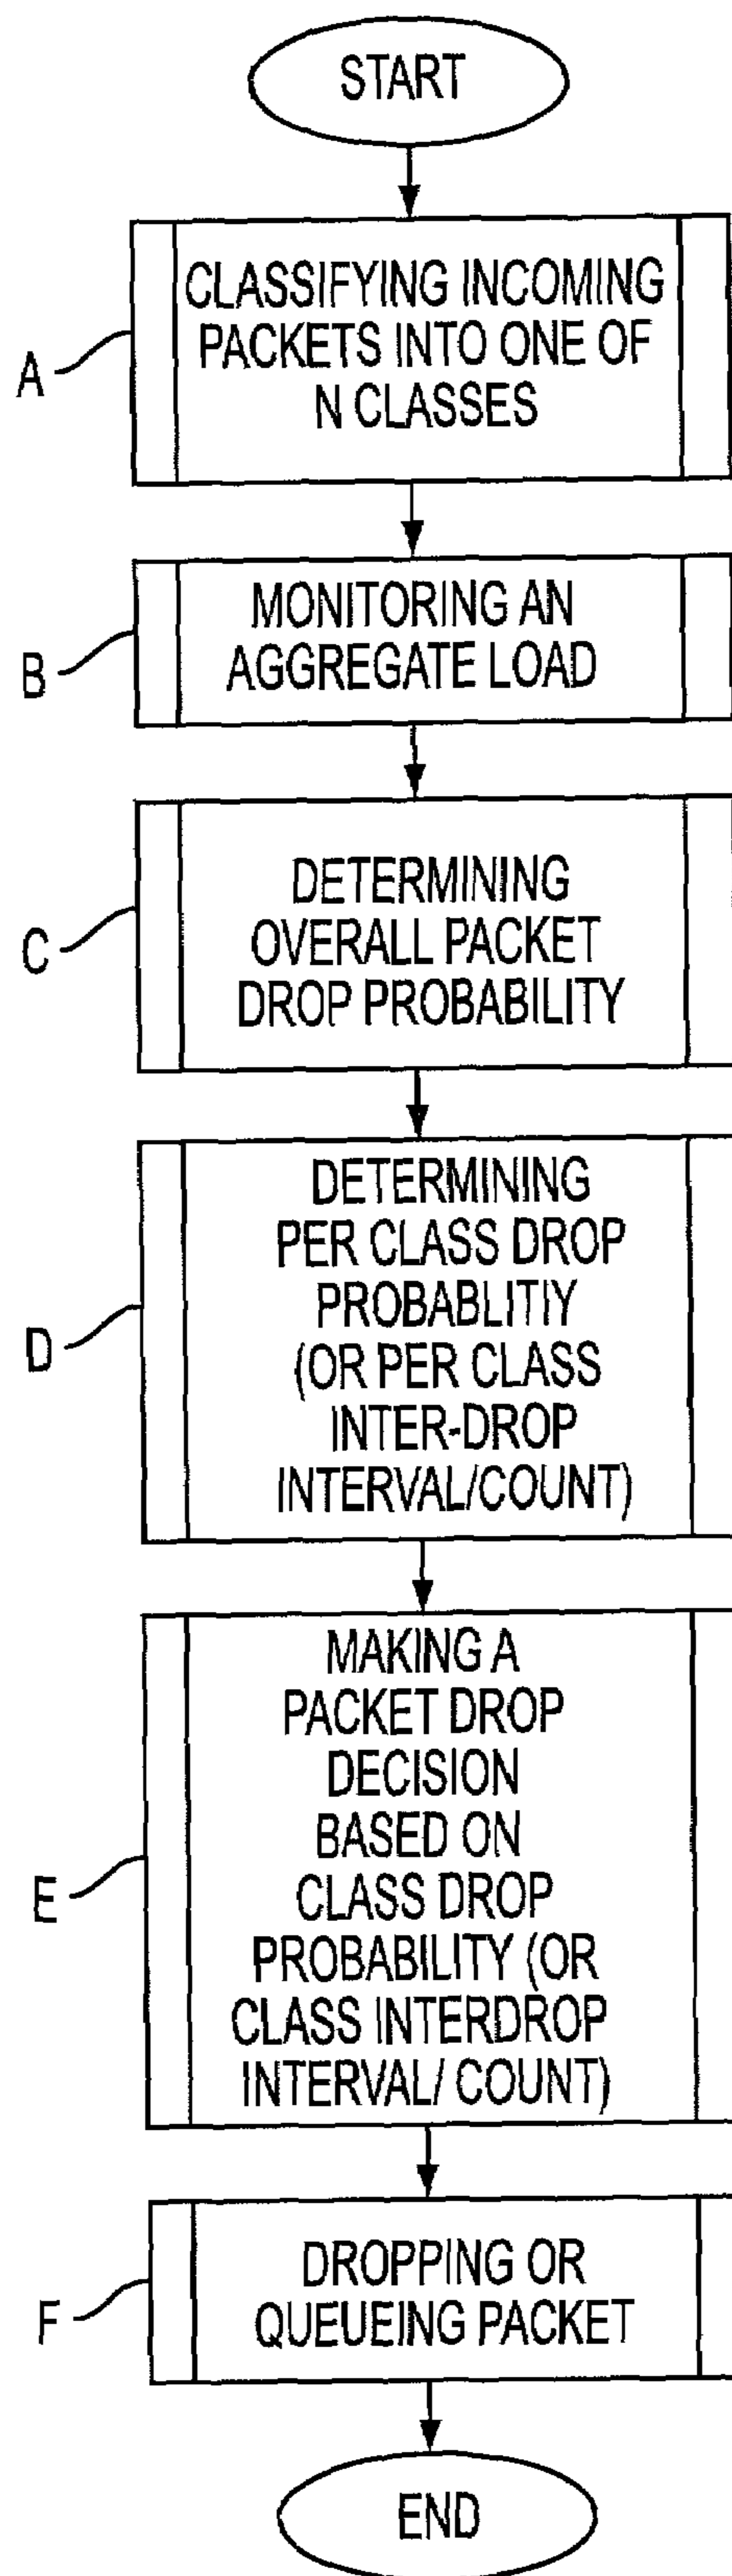 START
A
CLASSIFYING INCOMING
PACKETS INTO ONE OF
N CLASSES
B
MONITORING AN
AGGREGATE LOAD
C
DETERMINING
OVERALL PACKET
DROP PROBABILITY
D
DETERMINING
PER CLASS DROP
PROBABLITIY
(OR PER CLASS
INTER-DROP
INTERVAL/COUNT)
E
MAKING A
PACKET DROP
DECISION
BASED ON
CLASS DROP
PROBABILITY (OR
CLASS INTERDROP
INTERVAL/ COUNT)
F
DROPPING OR
QUEUEING PACKET
END